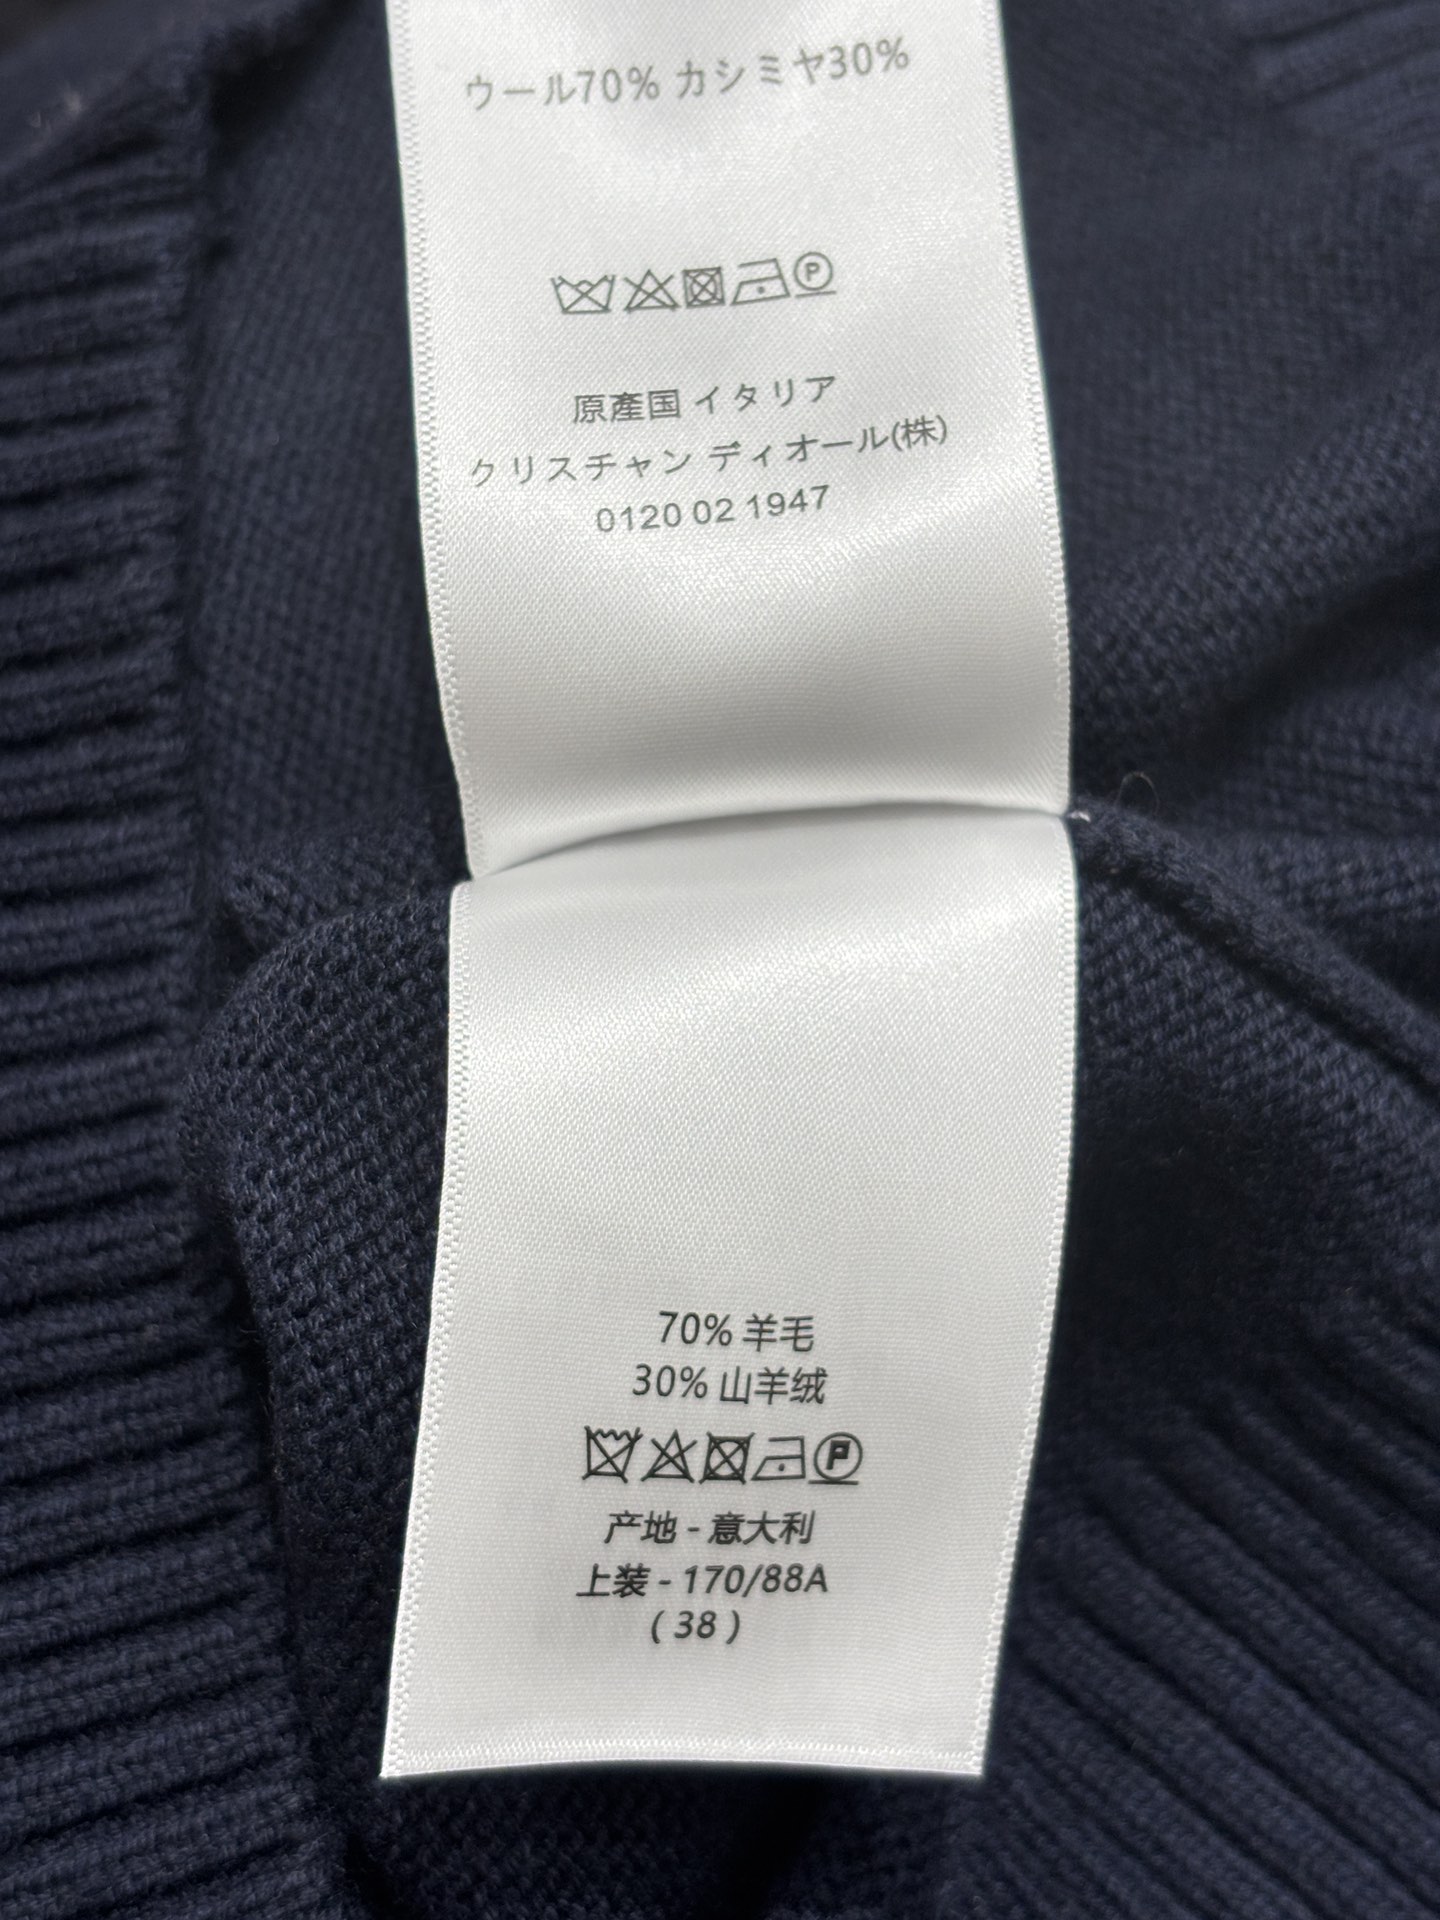 ウール70% カシミヤ30%
原産国 イタリア
クリスチャン ディオール(株)
0120 02 1947
70% 羊毛
30% 山羊绒
产地 - 意大利
上装 - 170/88A
( 38 )